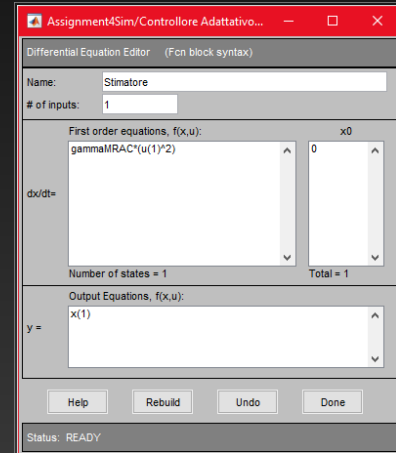 Assignment4Sim/Controllore Adattativo...
Differential Equation Editor (Fcn block syntax)
Name: Stimatore
# of inputs: 1
First order equations, f(x,u): x0
dx/dt= gammaMRAC*(u(1)^2) 0
Number of states = 1 Total = 1
Output Equations, f(x,u):
y = x(1)
Help Rebuild Undo Done
Status: READY